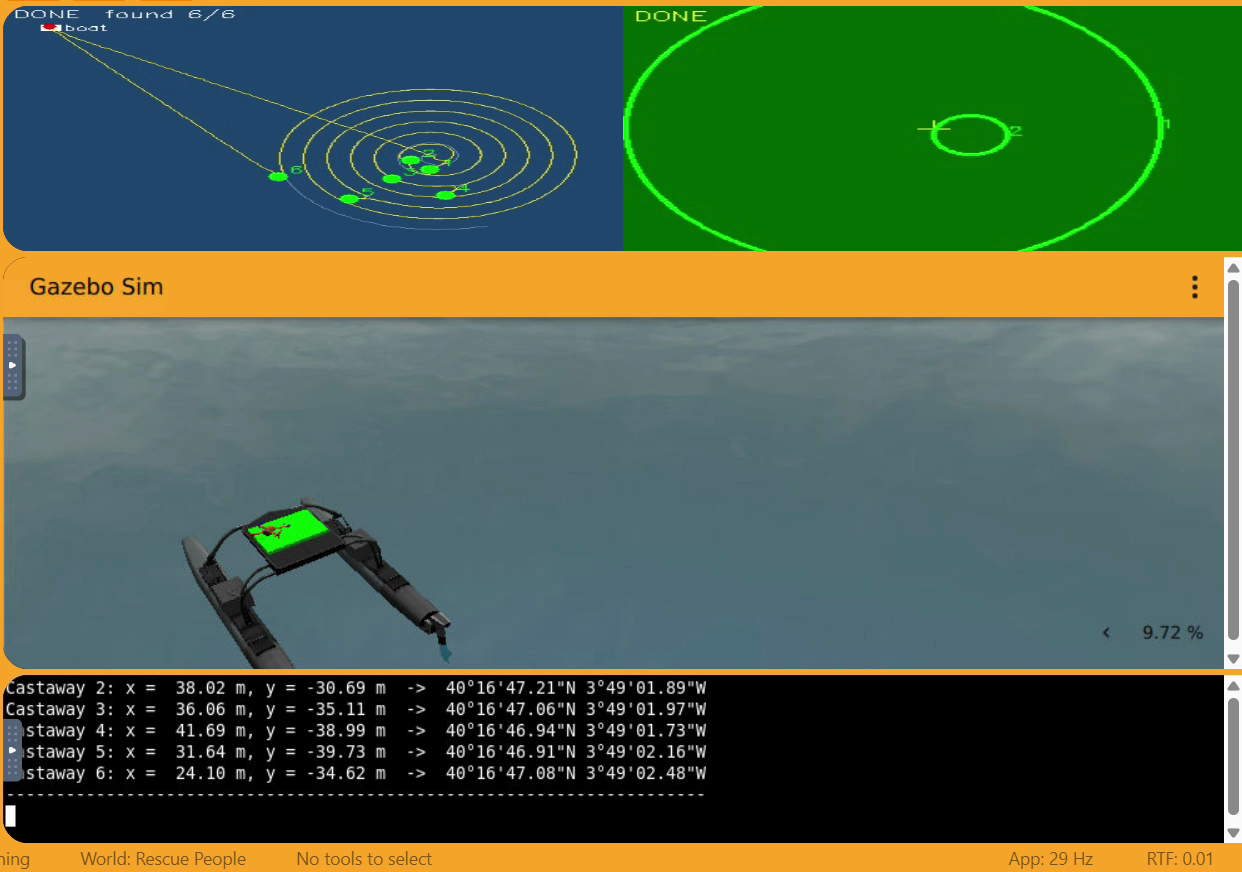 DONE found 6/6
boat
2
1
3
4
5
6
DONE
2
1
Gazebo Sim
9.72 %
Castaway 2: x = 38.02 m, y = -30.69 m -> 40°16'47.21"N 3°49'01.89"W
Castaway 3: x = 36.06 m, y = -35.11 m -> 40°16'47.06"N 3°49'01.97"W
astaway 4: x = 41.69 m, y = -38.99 m -> 40°16'46.94"N 3°49'01.73"W
astaway 5: x = 31.64 m, y = -39.73 m -> 40°16'46.91"N 3°49'02.16"W
astaway 6: x = 24.10 m, y = -34.62 m -> 40°16'47.08"N 3°49'02.48"W
----------------------------------------------------------------------
ning World: Rescue People No tools to select App: 29 Hz RTF: 0.01